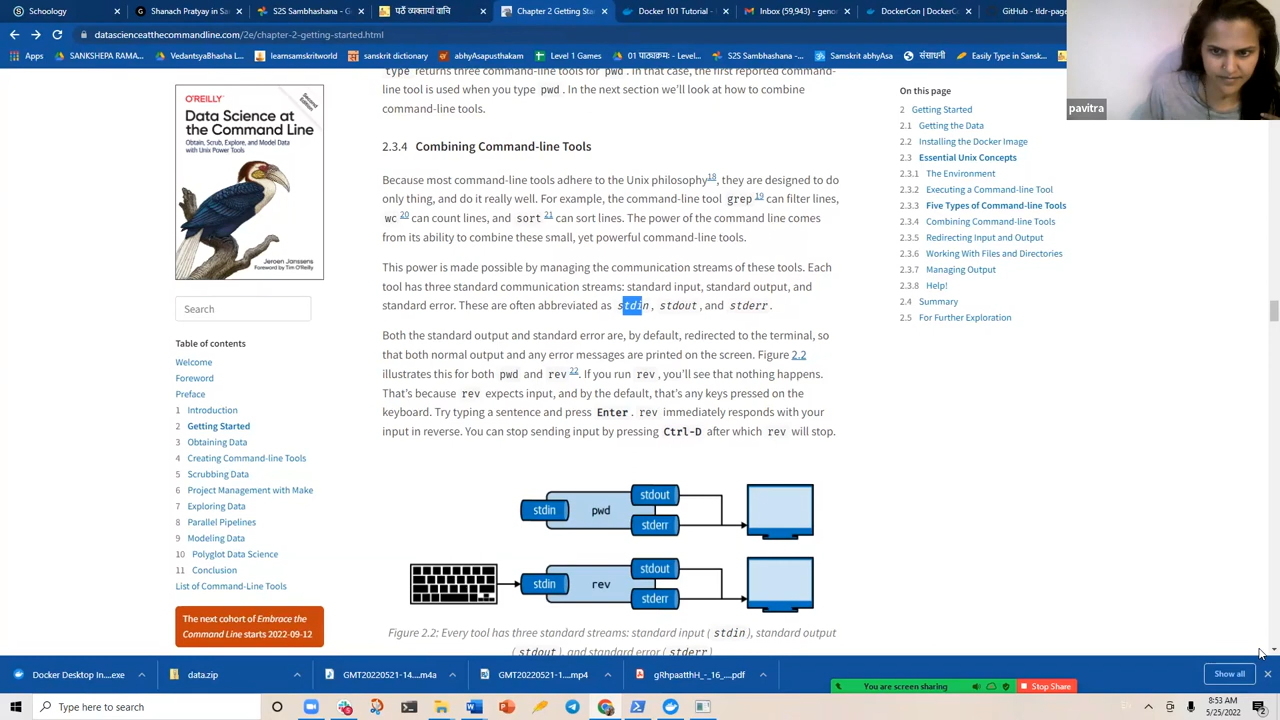 Schoology
Shanach Pratyay in Sar
S2S Sambhashana - G
पठेँ व्यक्तायां वाचि
Chapter 2 Getting Star
Docker 101 Tutorial -
Inbox (59,943) - geno
DockerCon | DockerCo
GitHub - tldr-page
datascienceatthecommandline.com/2e/chapter-2-getting-started.html
Apps
SANKSHEPA RAMA...
VedantsyaBhasha L...
learnsamskritworld
sanskrit dictionary
abhyAsapusthakam
Level 1 Games
01 पाठ्यक्रमः - Level...
S2S Sambhashana -...
Samskrit abhyAsa
संसाधनी
Easily Type in Sansk...
pavitra
type returns three command-line tools for pwd. In that case, the first reported command-
line tool is used when you type pwd. In the next section we'll look at how to combine
command-line tools.
2.3.4 Combining Command-line Tools
Because most command-line tools adhere to the Unix philosophy18, they are designed to do
only thing, and do it really well. For example, the command-line tool grep 19 can filter lines,
wc 20 can count lines, and sort 21 can sort lines. The power of the command line comes
from its ability to combine these small, yet powerful command-line tools.
This power is made possible by managing the communication streams of these tools. Each
tool has three standard communication streams: standard input, standard output, and
standard error. These are often abbreviated as stdin, stdout, and stderr.
Both the standard output and standard error are, by default, redirected to the terminal, so
that both normal output and any error messages are printed on the screen. Figure 2.2
illustrates this for both pwd and rev 22. If you run rev, you'll see that nothing happens.
That's because rev expects input, and by the default, that's any keys pressed on the
keyboard. Try typing a sentence and press Enter. rev immediately responds with your
input in reverse. You can stop sending input by pressing Ctrl-D after which rev will stop.
stdin
pwd
stdout
stderr
stdin
rev
stdout
stderr
Figure 2.2: Every tool has three standard streams: standard input (stdin), standard output
(stdout), and standard error (stderr)
O'REILLY
Second Edition
Data Science at
the Command Line
Obtain, Scrub, Explore, and Model Data
with Unix Power Tools
Jeroen Janssens
Foreword by Tim O'Reilly
Search
Table of contents
Welcome
Foreword
Preface
1 Introduction
2 Getting Started
3 Obtaining Data
4 Creating Command-line Tools
5 Scrubbing Data
6 Project Management with Make
7 Exploring Data
8 Parallel Pipelines
9 Modeling Data
10 Polyglot Data Science
11 Conclusion
List of Command-Line Tools
The next cohort of Embrace the
Command Line starts 2022-09-12
On this page
2 Getting Started
2.1 Getting the Data
2.2 Installing the Docker Image
2.3 Essential Unix Concepts
2.3.1 The Environment
2.3.2 Executing a Command-line Tool
2.3.3 Five Types of Command-line Tools
2.3.4 Combining Command-line Tools
2.3.5 Redirecting Input and Output
2.3.6 Working With Files and Directories
2.3.7 Managing Output
2.3.8 Help!
2.4 Summary
2.5 For Further Exploration
Docker Desktop In....exe
data.zip
GMT20220521-14....m4a
GMT20220521-1....mp4
gRhpaatthH_-_16_....pdf
Show all
You are screen sharing
Stop Share
Type here to search
8:53 AM
5/25/2022
2